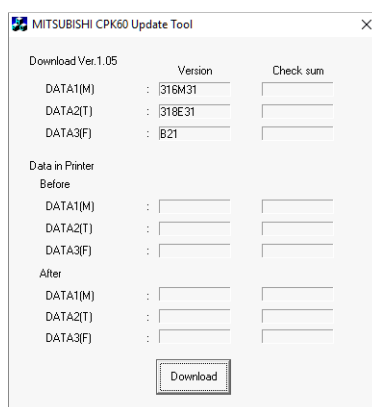 MITSUBISHI CPK60 Update Tool
Download Ver.1.05
Version Check sum
DATA1(M) : 316M31
DATA2(T) : 318E31
DATA3(F) : B21
Data in Printer
Before
DATA1(M) :
DATA2(T) :
DATA3(F) :
After
DATA1(M) :
DATA2(T) :
DATA3(F) :
Download